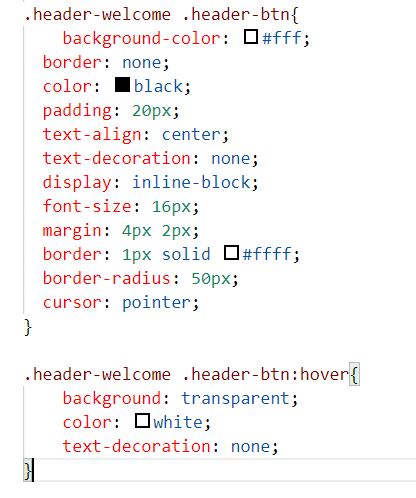 .header-welcome .header-btn{
background-color: #fff;
border: none;
color: black;
padding: 20px;
text-align: center;
text-decoration: none;
display: inline-block;
font-size: 16px;
margin: 4px 2px;
border: 1px solid #ffff;
border-radius: 50px;
cursor: pointer;
}
.header-welcome .header-btn:hover{
background: transparent;
color: white;
text-decoration: none;
}